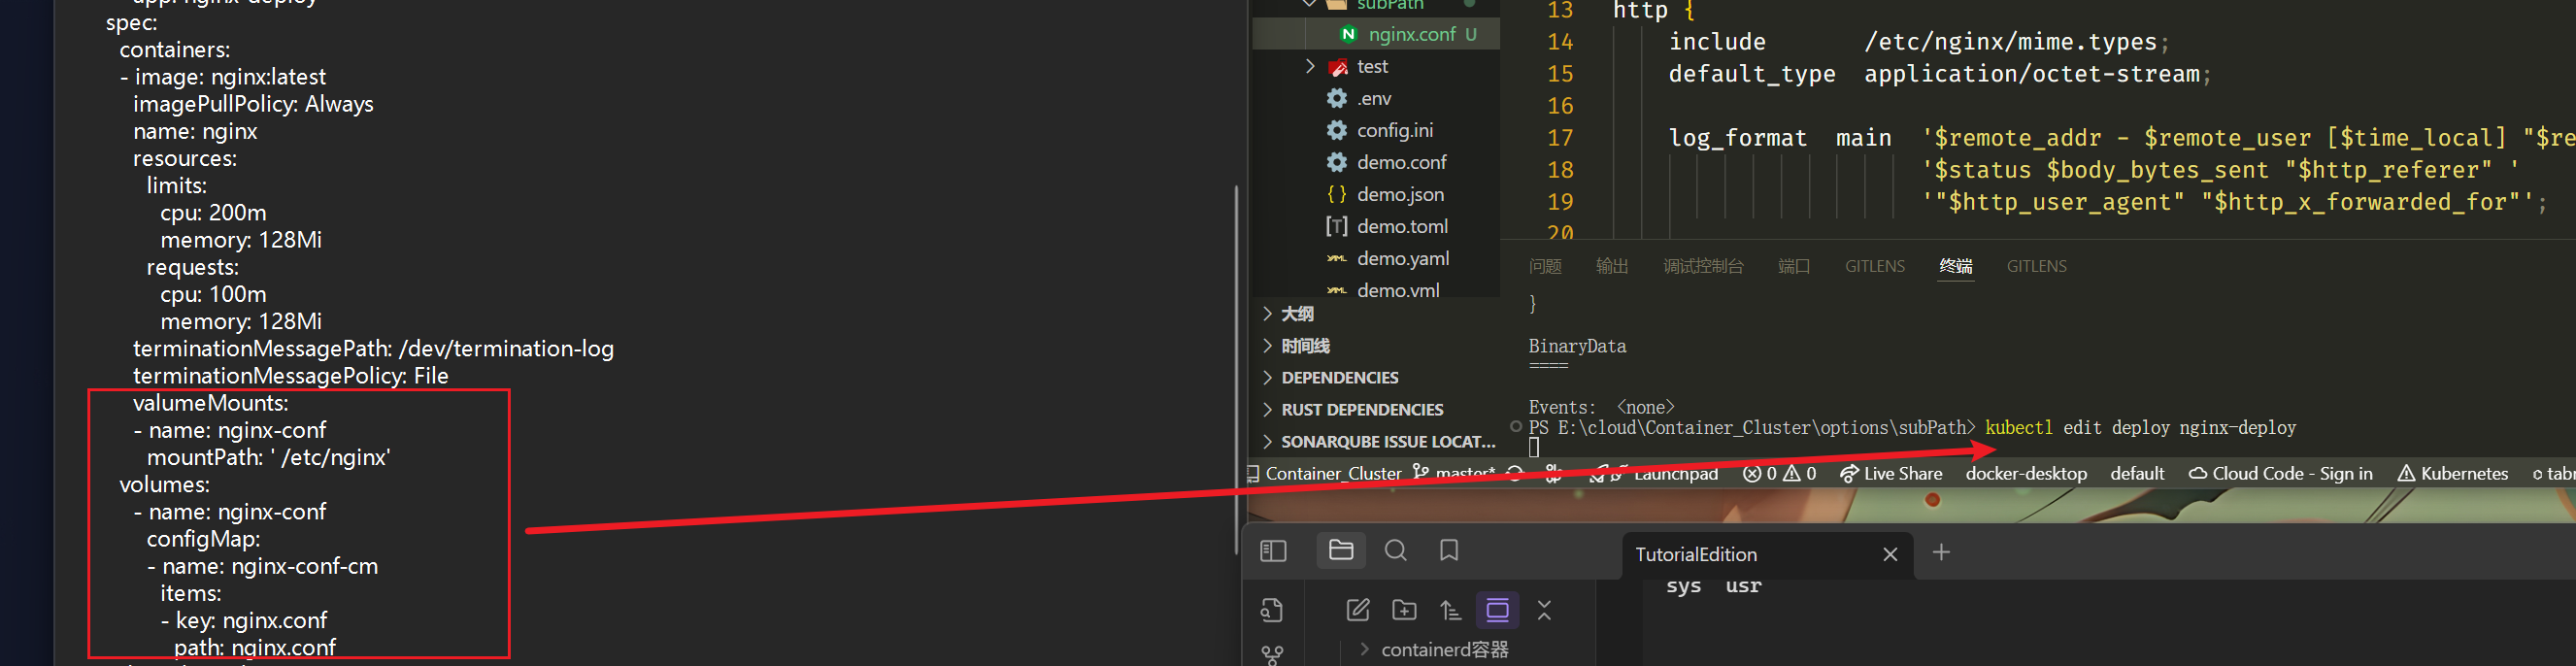 app: nginx-deploy
spec:
containers:
- image: nginx:latest
imagePullPolicy: Always
name: nginx
resources:
limits:
cpu: 200m
memory: 128Mi
requests:
cpu: 100m
memory: 128Mi
terminationMessagePath: /dev/termination-log
terminationMessagePolicy: File
valumeMounts:
- name: nginx-conf
mountPath: ' /etc/nginx'
volumes:
- name: nginx-conf
configMap:
- name: nginx-conf-cm
items:
- key: nginx.conf
path: nginx.conf
subPath
nginx.conf U
test
.env
config.ini
demo.conf
demo.json
demo.toml
demo.yaml
demo.yml
大纲
时间线
DEPENDENCIES
RUST DEPENDENCIES
SONARQUBE ISSUE LOCAT...
13 http {
14 include /etc/nginx/mime.types;
15 default_type application/octet-stream;
16
17 log_format main '$remote_addr - $remote_user [$time_local] "$re
18 '$status $body_bytes_sent "$http_referer" '
19 '"$http_user_agent" "$http_x_forwarded_for"';
20
问题 输出 调试控制台 端口 GITLENS 终端 GITLENS
}
BinaryData
====
Events: <none>
PS E:\cloud\Container_Cluster\options\subPath> kubectl edit deploy nginx-deploy
Container_Cluster master* Launchpad 0 0 Live Share docker-desktop default Cloud Code - Sign in Kubernetes tabn
TutorialEdition
sys usr
containerd容器